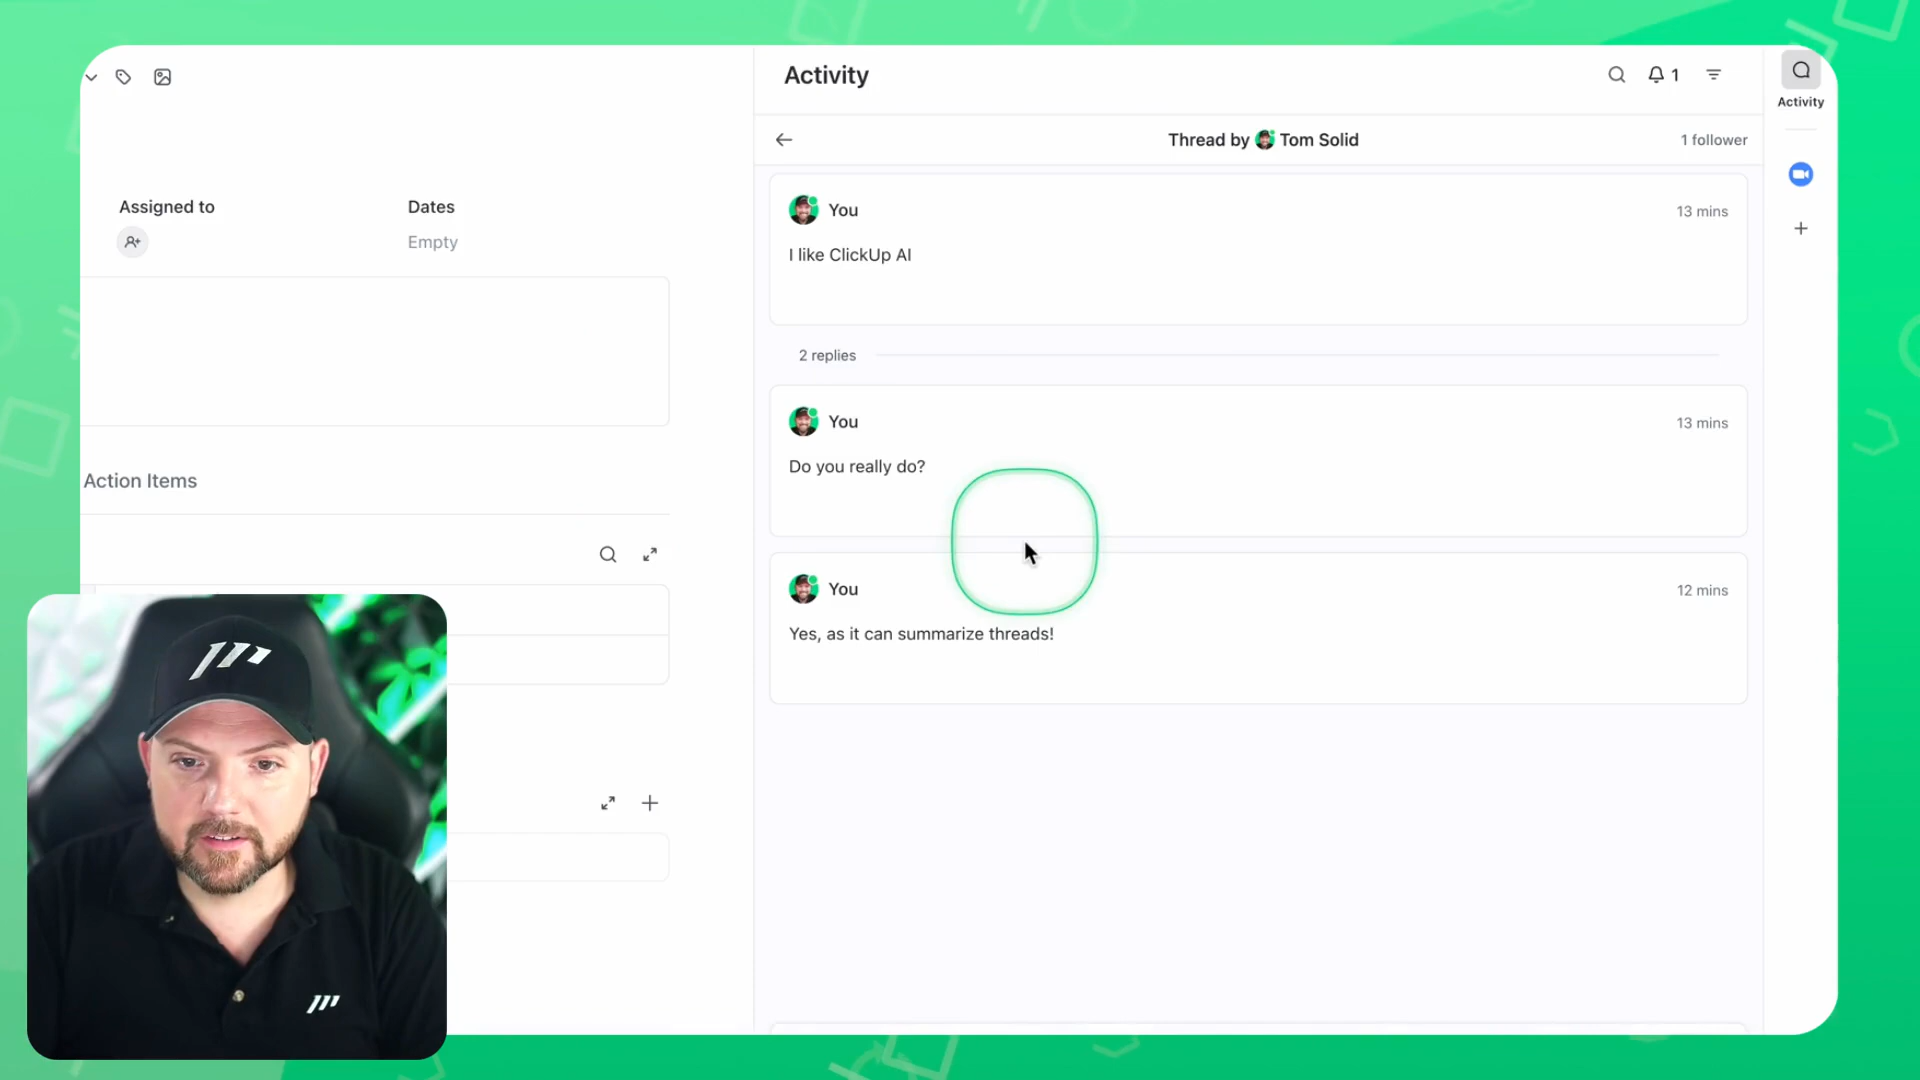 Activity
1
Activity
Thread by Tom Solid
1 follower
Assigned to
Dates
Empty
You
13 mins
I like ClickUp AI
2 replies
You
13 mins
Do you really do?
Action Items
You
12 mins
Yes, as it can summarize threads!